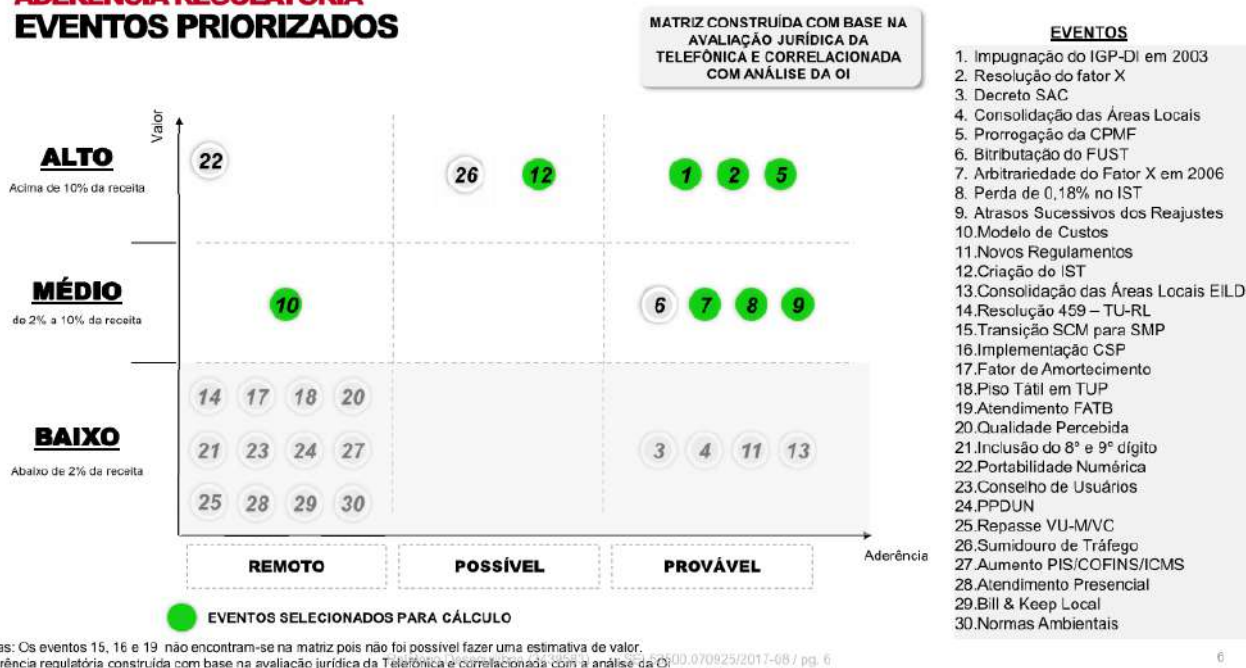 ADERÊNCIA REGULATÓRIA
EVENTOS PRIORIZADOS
MATRIZ CONSTRUÍDA COM BASE NA
AVALIAÇÃO JURÍDICA DA
TELEFÔNICA E CORRELACIONADA
COM ANÁLISE DA OI
Valor
ALTO
Acima de 10% da receita
22
26
12
1
2
5
MÉDIO
de 2% a 10% da receita
10
6
7
8
9
BAIXO
Abaixo de 2% da receita
14 17 18 20
21 23 24 27
25 28 29 30
3 4 11 13
REMOTO
POSSÍVEL
PROVÁVEL
Aderência
EVENTOS SELECIONADOS PARA CÁLCULO
EVENTOS
1. Impugnação do IGP-DI em 2003
2. Resolução do fator X
3. Decreto SAC
4. Consolidação das Áreas Locais
5. Prorrogação da CPMF
6. Bitributação do FUST
7. Arbitrariedade do Fator X em 2006
8. Perda de 0,18% no IST
9. Atrasos Sucessivos dos Reajustes
10.Modelo de Custos
11.Novos Regulamentos
12.Criação do IST
13.Consolidação das Áreas Locais EILD
14.Resolução 459 – TU-RL
15.Transição SCM para SMP
16.Implementação CSP
17.Fator de Amortecimento
18.Piso Tátil em TUP
19.Atendimento FATB
20.Qualidade Percebida
21.Inclusão do 8° e 9° dígito
22.Portabilidade Numérica
23.Conselho de Usuários
24.PPDUN
25.Repasse VU-M/VC
26.Sumidouro de Tráfego
27.Aumento PIS/COFINS/ICMS
28.Atendimento Presencial
29.Bill & Keep Local
30.Normas Ambientais
as: Os eventos 15, 16 e 19 não encontram-se na matriz pois não foi possível fazer uma estimativa de valor.
rência regulatória construída com base na avaliação jurídica da Telefônica e correlacionada com a análise da Oi
53500.070925/2017-68 / pg. 6
6